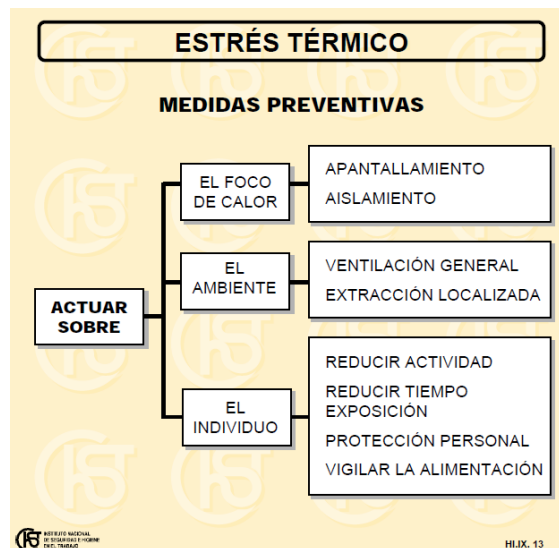 ESTRÉS TÉRMICO
MEDIDAS PREVENTIVAS
ACTUAR
SOBRE
EL FOCO
DE CALOR
APANTALLAMIENTO
AISLAMIENTO
EL
AMBIENTE
VENTILACIÓN GENERAL
EXTRACCIÓN LOCALIZADA
EL
INDIVIDUO
REDUCIR ACTIVIDAD
REDUCIR TIEMPO
EXPOSICIÓN
PROTECCIÓN PERSONAL
VIGILAR LA ALIMENTACIÓN
INSTITUTO NACIONAL
DE SEGURIDAD E HIGIENE
EN EL TRABAJO
HI.IX. 13